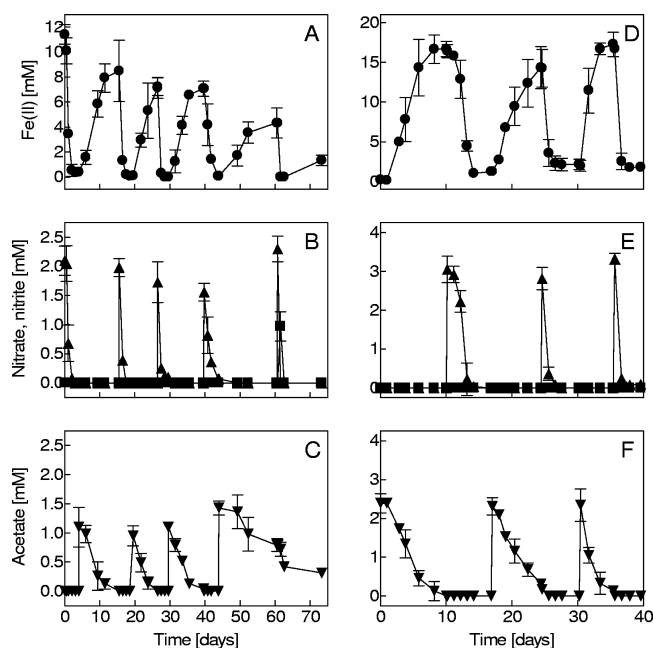 A
Fe(II) [mM]
12
10
8
6
4
2
0
D
20
15
10
5
0
B
Nitrate, nitrite [mM]
2.5
2.0
1.5
1.0
0.5
0.0
E
4
3
2
1
0
C
Acetate [mM]
2.5
2.0
1.5
1.0
0.5
0.0
0 10 20 30 40 50 60 70
Time [days]
F
4
3
2
1
0
0 10 20 30 40
Time [days]